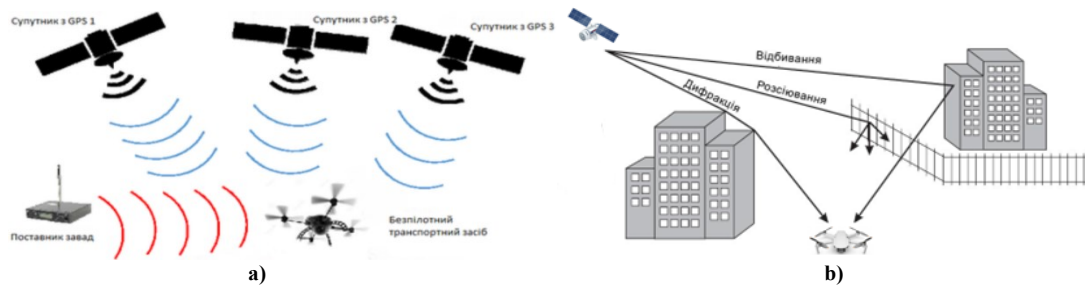 Супутник з GPS 1
Супутник з GPS 2
Супутник з GPS 3
Поставник завад
Безпілотний
транспортний засіб
а)
Відбивання
Розсіювання
Дифракція
b)